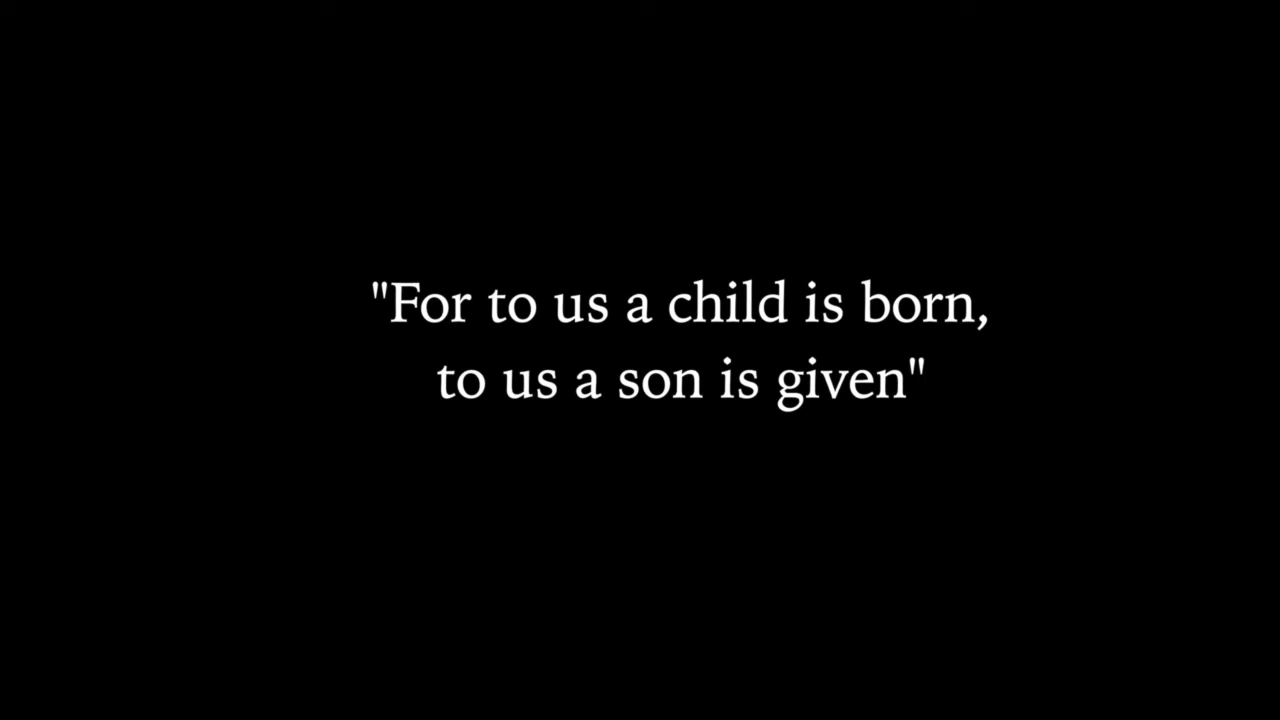 "For to us a child is born,
to us a son is given"